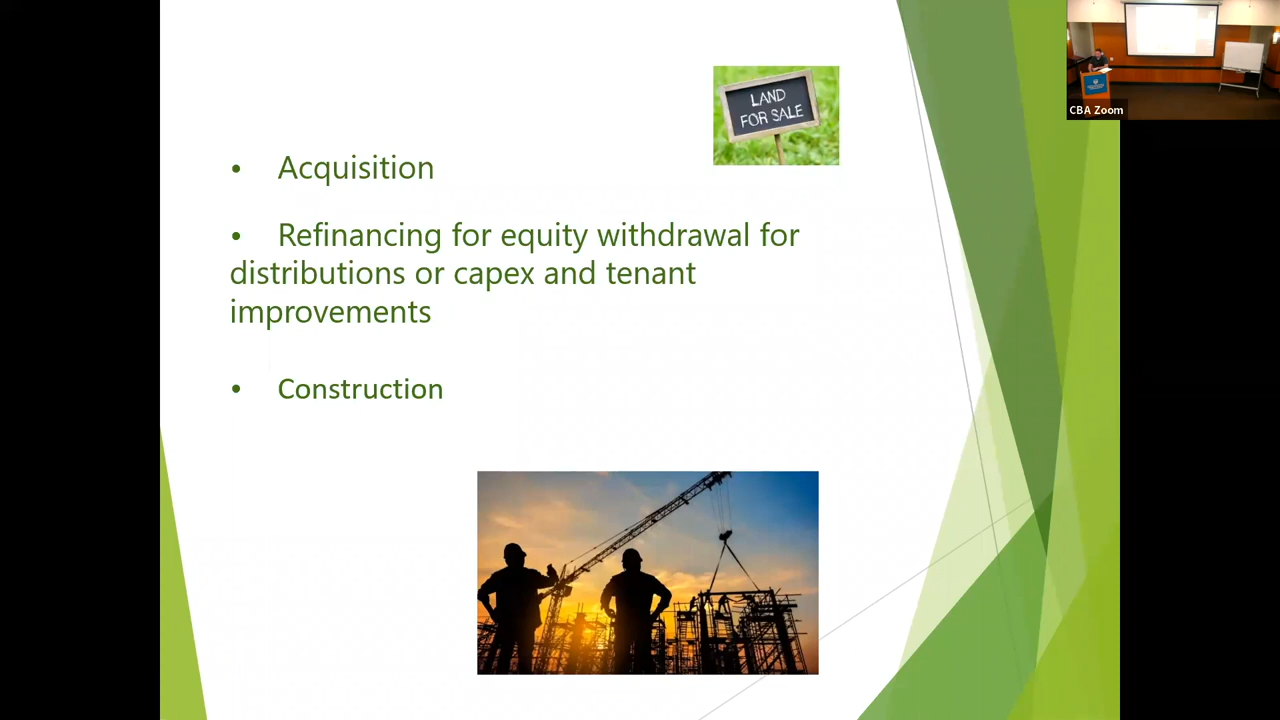 LAND
FOR SALE
CBA Zoom
• Acquisition
• Refinancing for equity withdrawal for
distributions or capex and tenant
improvements
• Construction